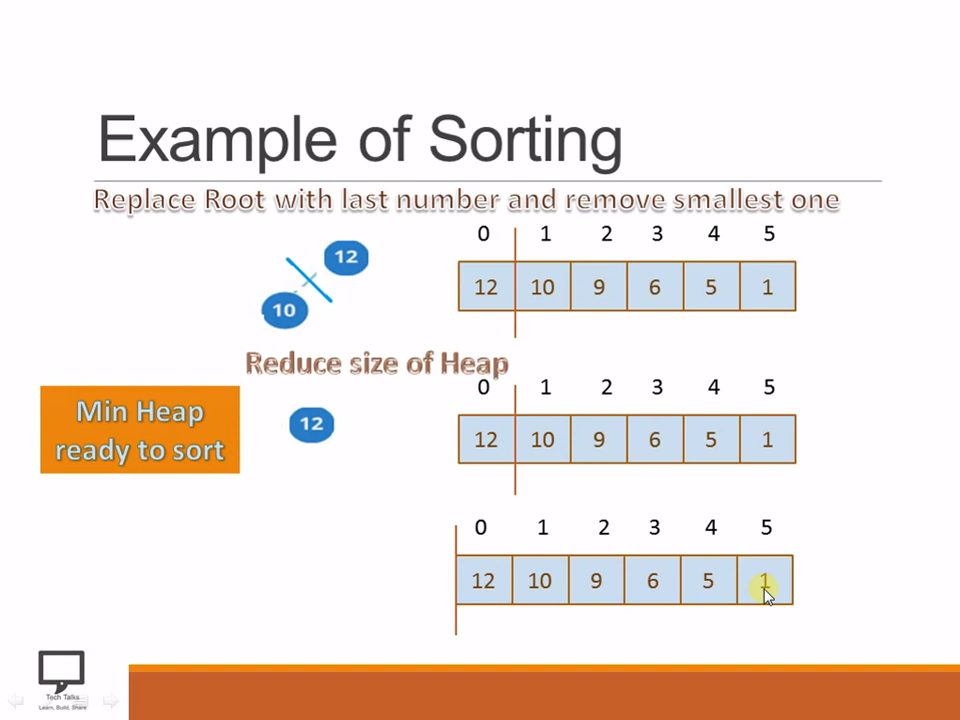 Example of Sorting
Replace Root with last number and remove smallest one
0 1 2 3 4 5
12
12 10 9 6 5 1
10
Reduce size of Heap
0 1 2 3 4 5
Min Heap
ready to sort
12
12 10 9 6 5 1
0 1 2 3 4 5
12 10 9 6 5 1
Tech Talks
Learn, Build, Share